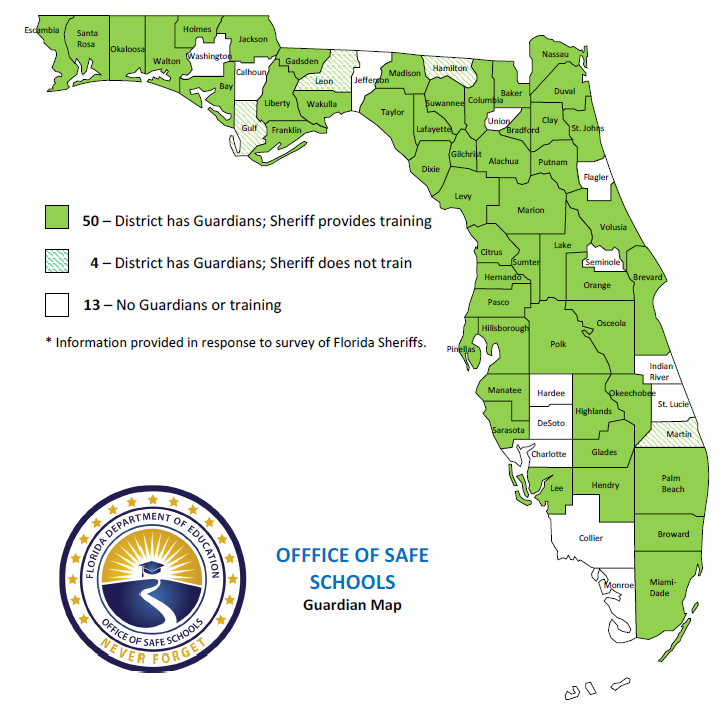 Escambia
Santa
Rosa
Okaloosa
Walton
Holmes
Washington
Jackson
Calhoun
Bay
Gulf
Gadsden
Liberty
Franklin
Leon
Wakulla
Jefferson
Madison
Taylor
Hamilton
Suwannee
Lafayette
Dixie
Columbia
Gilchrist
Levy
Baker
Union
Bradford
Alachua
Nassau
Duval
Clay
St. Johns
Putnam
Flagler
Marion
Volusia
Citrus
Sumter
Lake
Seminole
Hernando
Orange
Brevard
Pasco
Hillsborough
Pinellas
Polk
Osceola
Indian
River
Manatee
Hardee
Highlands
Okeechobee
St. Lucie
Sarasota
DeSoto
Martin
Charlotte
Glades
Lee
Hendry
Palm
Beach
Collier
Broward
Monroe
Miami-
Dade
50 – District has Guardians; Sheriff provides training
4 – District has Guardians; Sheriff does not train
13 – No Guardians or training
* Information provided in response to survey of Florida Sheriffs.
FLORIDA DEPARTMENT OF EDUCATION
OFFICE OF SAFE SCHOOLS
NEVER FORGET
OFFFICE OF SAFE
SCHOOLS
Guardian Map